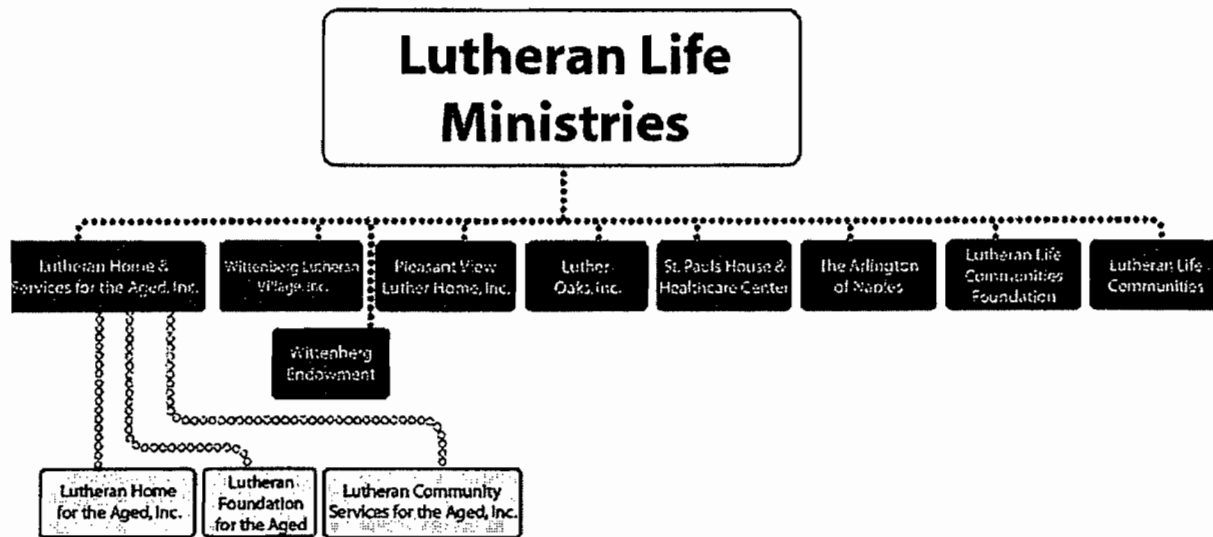 Lutheran Life
Ministries
Lutheran Home &
Services for the Aged, Inc.
Wittenberg Lutheran
Village, Inc.
Pleasant View
Luther Home, Inc.
Luther
Oaks, Inc.
St. Pauls House &
Healthcare Center
The Arlington
of Naples
Lutheran Life
Communities
Foundation
Lutheran Life
Communities
Wittenberg
Endowment
Lutheran Home
for the Aged, Inc.
Lutheran
Foundation
for the Aged
Lutheran Community
Services for the Aged, Inc.